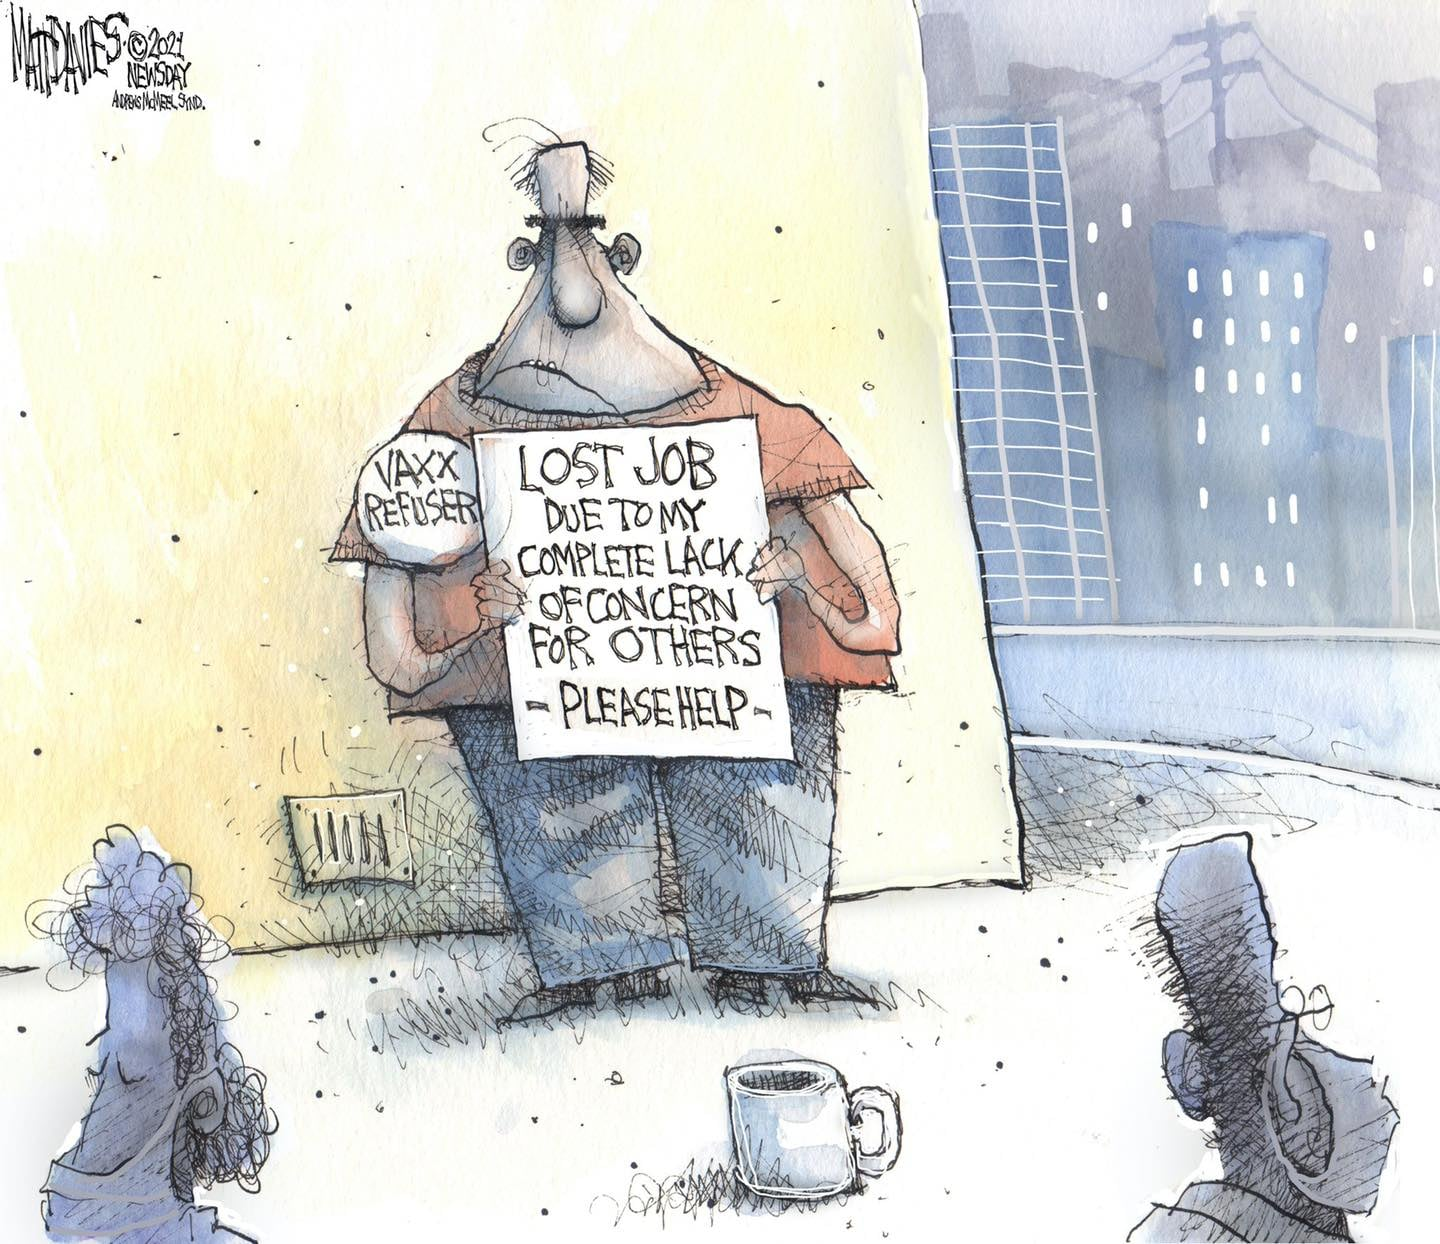 MATT DAVIES. ©2021
NEWSDAY
ANDREWS McMEEL SYND.
VAXX
REFUSER
LOST JOB
DUE TO MY
COMPLETE LACK
OF CONCERN
FOR OTHERS
- PLEASE HELP -